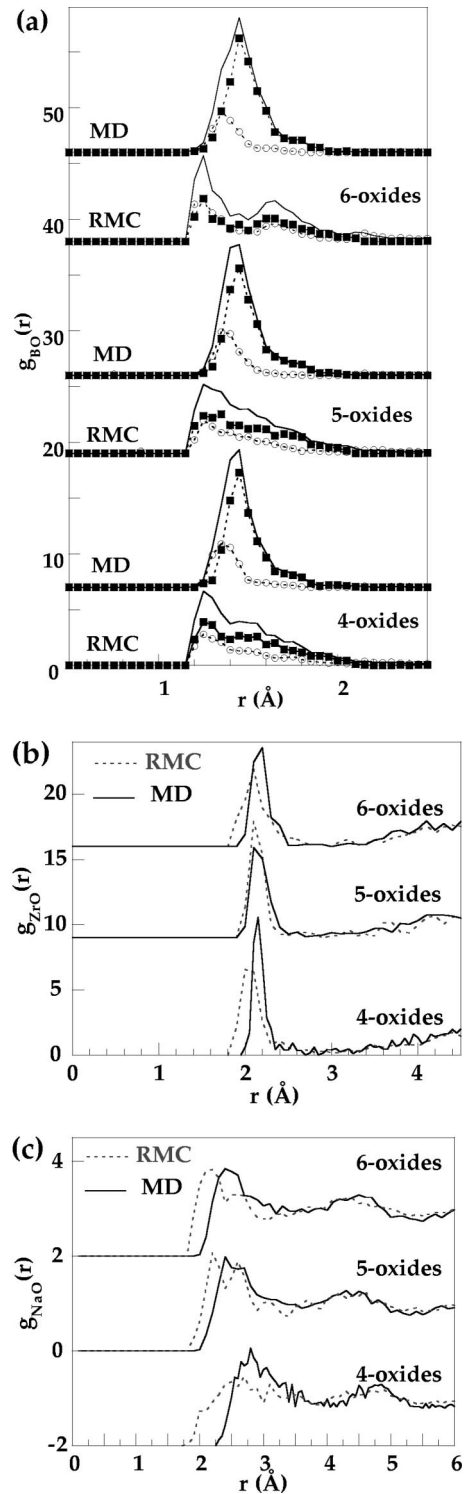 (a)
50
MD
6-oxides
40
RMC
g_BO(r)
30
MD
5-oxides
20
RMC
MD
10
4-oxides
RMC
0
1
2
r (Å)
(b)
RMC
MD
20
6-oxides
15
g_ZrO(r)
10
5-oxides
5
4-oxides
0
0
1
2
3
4
r (Å)
(c)
RMC
MD
4
6-oxides
2
g_NaO(r)
5-oxides
0
4-oxides
-2
0
1
2
3
4
5
6
r (Å)